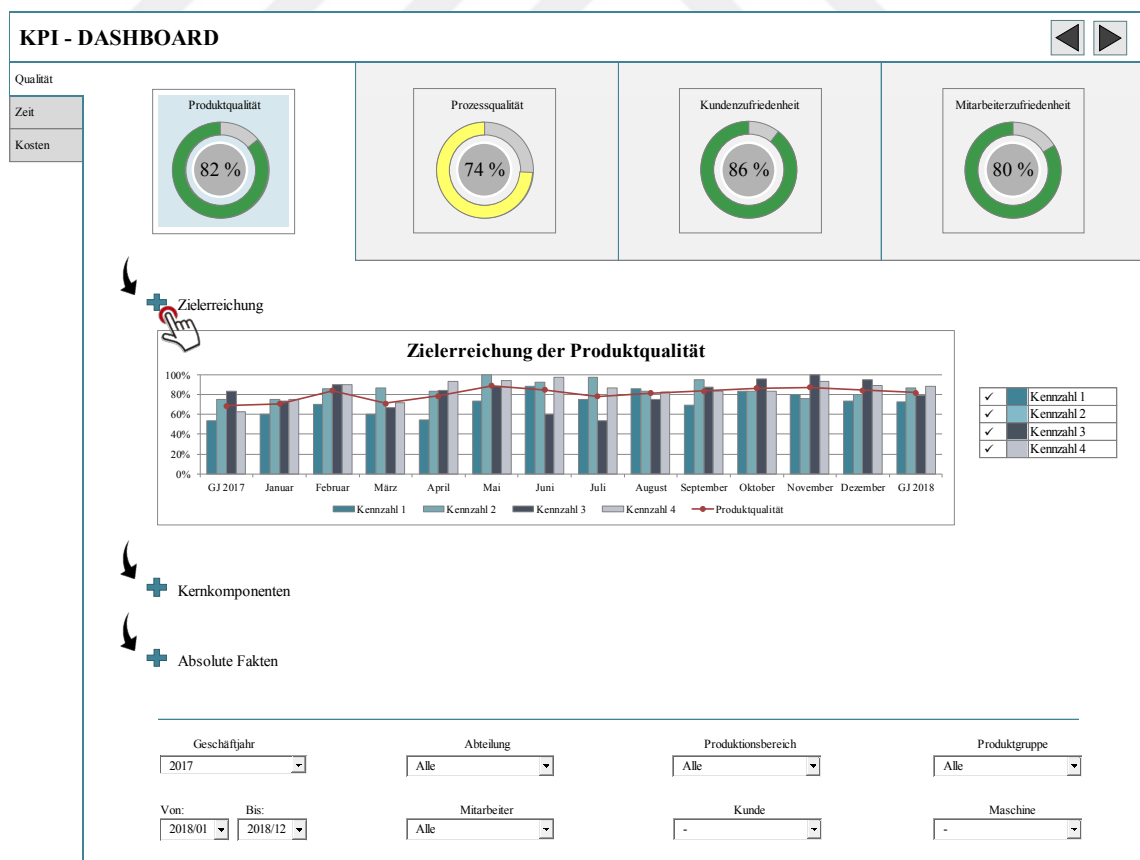 KPI - DASHBOARD
Qualität
Zeit
Kosten
Produktqualität
82 %
Prozessqualität
74 %
Kundenzufriedenheit
86 %
Mitarbeiterzufriedenheit
80 %
Zielerreichung
Zielerreichung der Produktqualität
100%
80%
60%
40%
20%
0%
GJ 2017 Januar Februar März April Mai Juni Juli August September Oktober November Dezember GJ 2018
Kennzahl 1 Kennzahl 2 Kennzahl 3 Kennzahl 4 Produktqualität
✓ Kennzahl 1
✓ Kennzahl 2
✓ Kennzahl 3
✓ Kennzahl 4
Kernkomponenten
Absolute Fakten
Geschäftjahr Abteilung Produktionsbereich Produktgruppe
2017 Alle Alle Alle
Von: Bis: Mitarbeiter Kunde Maschine
2018/01 2018/12 Alle - -